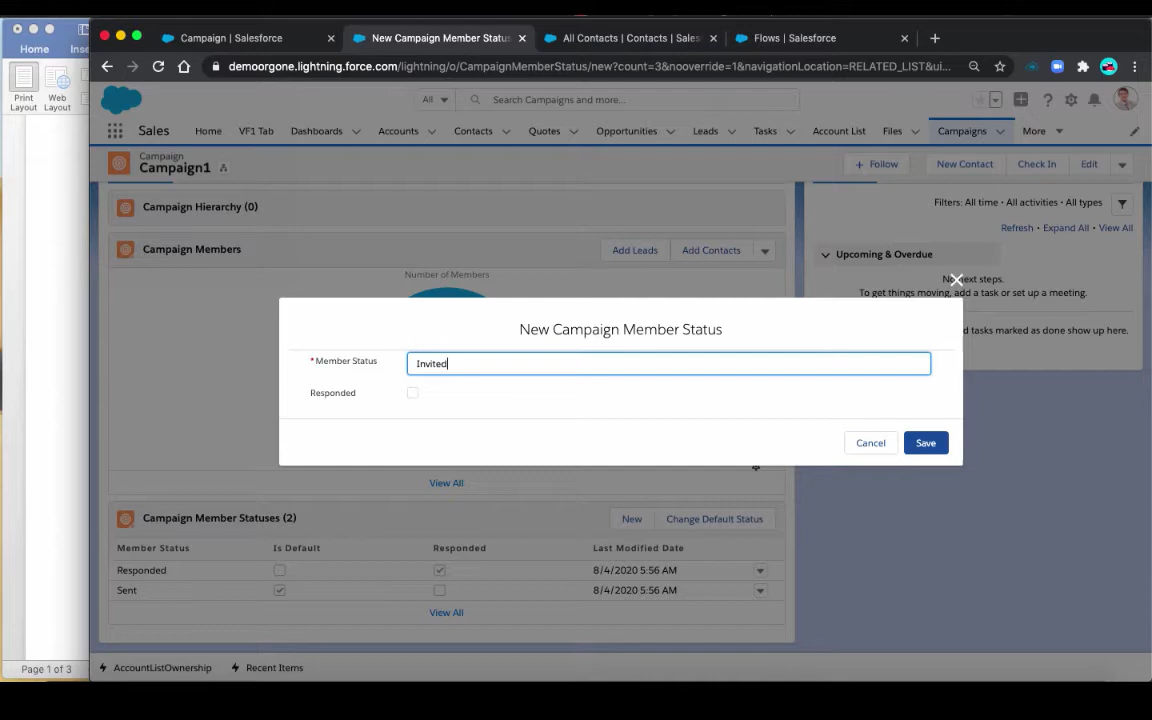 Home Inse
Print Layout
Web Layout
Page 1 of 3
Campaign | Salesforce
New Campaign Member Status
All Contacts | Contacts | Sales
Flows | Salesforce
demoorgone.lightning.force.com/lightning/o/CampaignMemberStatus/new?count=3&nooverride=1&navigationLocation=RELATED_LIST&ui...
All
Search Campaigns and more...
Sales Home VF1 Tab Dashboards Accounts Contacts Quotes Opportunities Leads Tasks Account List Files Campaigns More
Campaign
Campaign1
+ Follow New Contact Check In Edit
Campaign Hierarchy (0)
Filters: All time • All activities • All types
Refresh • Expand All • View All
Campaign Members
Add Leads Add Contacts
Number of Members
Upcoming & Overdue
next steps.
To get things moving, add a task or set up a meeting.
d tasks marked as done show up here.
New Campaign Member Status
*Member Status
Invited
Responded
Cancel Save
View All
Campaign Member Statuses (2)
New Change Default Status
Member Status Is Default Responded Last Modified Date
Responded 8/4/2020 5:56 AM
Sent 8/4/2020 5:56 AM
View All
AccountListOwnership Recent Items